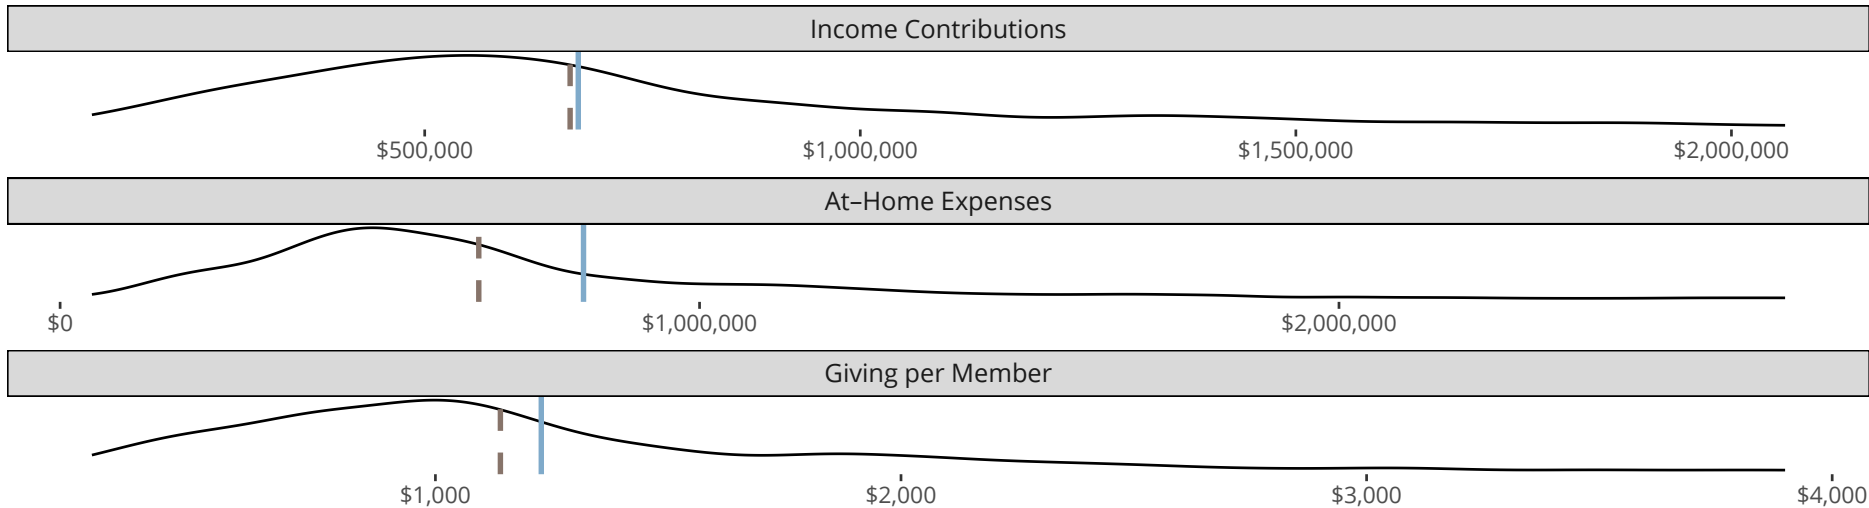 Income Contributions
$500,000 $1,000,000 $1,500,000 $2,000,000
At–Home Expenses
$0 $1,000,000 $2,000,000
Giving per Member
$1,000 $2,000 $3,000 $4,000